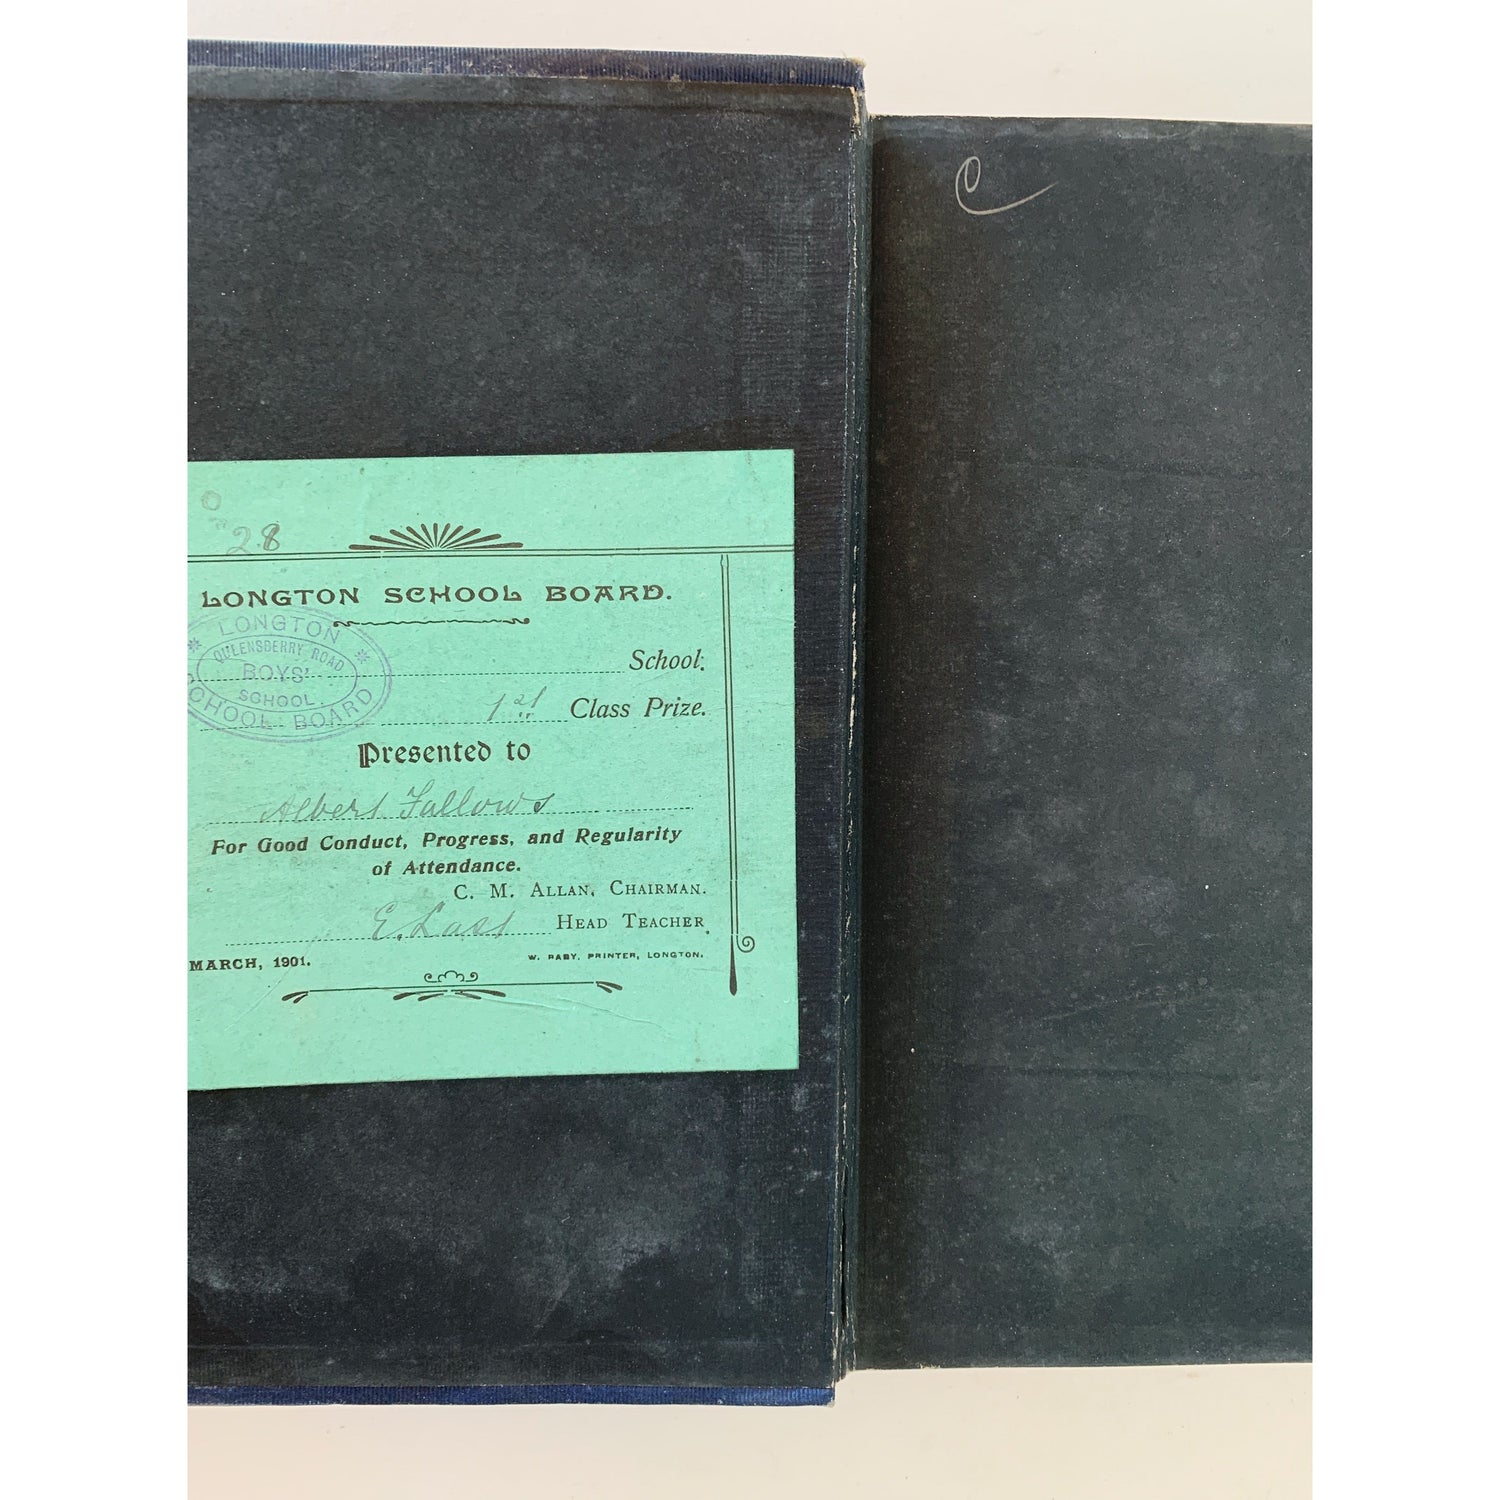 C
28
LONGTON SCHOOL BOARD.
LONGTON
QUEENSBERRY ROAD
BOYS'
SCHOOL
SCHOOL BOARD
School.
1st Class Prize.
Presented to
Albert Fallows
For Good Conduct, Progress, and Regularity
of Attendance.
C. M. ALLAN, CHAIRMAN.
E. Last HEAD TEACHER.
MARCH, 1901.
W. RABY, PRINTER, LONGTON.